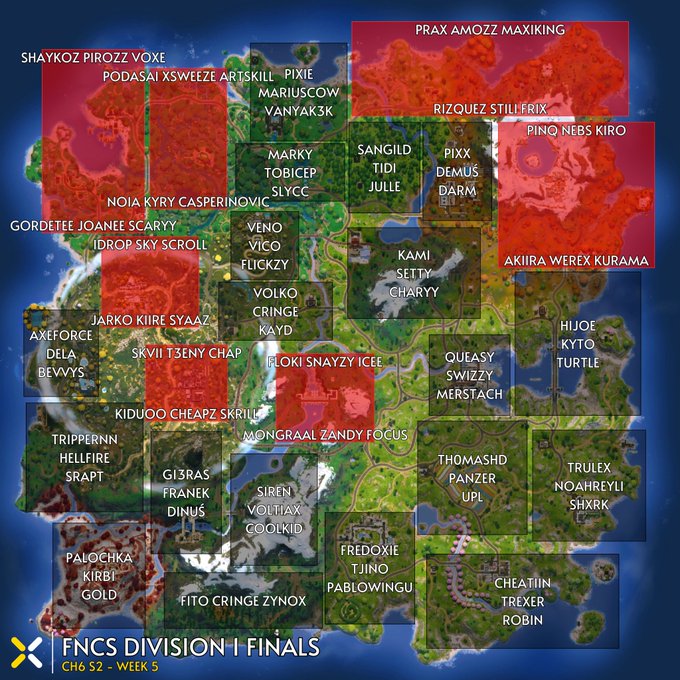 SHAYKOZ PIROZZ VOXE
PODASAI XSWEEZE ARTSKILL
PIXIE
MARIUSCOW
VANYAK3K
PRAX AMOZZ MAXIKING
RIZQUEZ STILI FRIX
PINQ NEBS KIRO
MARKY
TOBICEP
SLYCC
SANGILD
TIDI
JULLE
PIXX
DEMUŚ
DARM
NOIA KYRY CASPERINOVIC
GORDETEE JOANEE SCARYY
IDROP SKY SCROLL
VENO
VICO
FLICKZY
KAMI
SETTY
CHARYY
AKIIRA WEREX KURAMA
VOLKO
CRINGE
KAYD
JARKO KIIRE SYAAZ
AXEFORCE
DELA
BEVVYS
SKVII T3ENY CHAP
FLOKI SNAYZY ICEE
QUEASY
SWIZZY
MERSTACH
HIJOE
KYTO
TURTLE
KIDUOO CHEAPZ SKRILL
MONGRAAL ZANDY FOCUS
TRIPPERNN
HELLFIRE
SRAPT
GI3RAS
FRANEK
DINUŚ
SIREN
VOLTIAX
COOLKID
TH0MASHD
PANZER
UPL
TRULEX
NOAHREYLI
SHXRK
PALOCHKA
KIRBI
GOLD
FITO CRINGE ZYNOX
FREDOXIE
TJINO
PABLOWINGU
CHEATIIN
TREXER
ROBIN
FNCS DIVISION 1 FINALS
CH6 S2 - WEEK 5